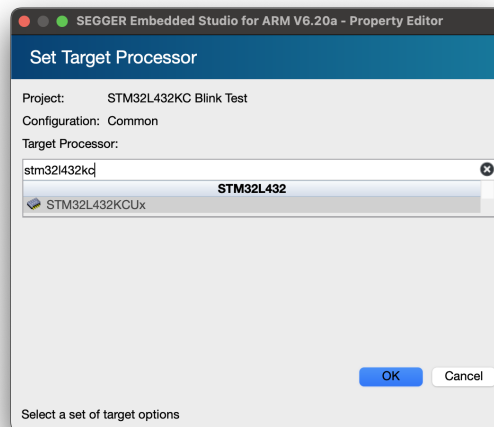 SEGGER Embedded Studio for ARM V6.20a - Property Editor
Set Target Processor
Project: STM32L432KC Blink Test
Configuration: Common
Target Processor:
stm32l432kc
STM32L432
STM32L432KCUx
OK Cancel
Select a set of target options